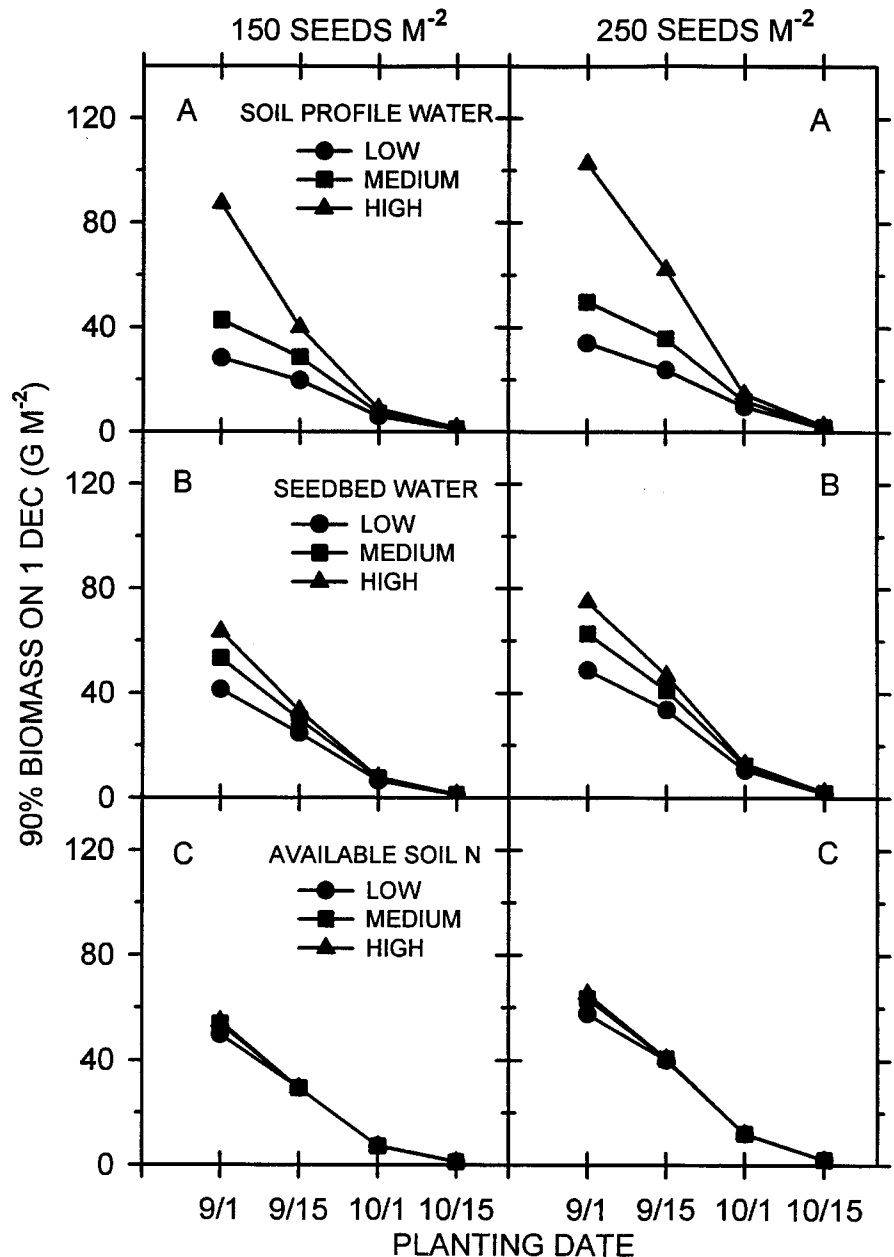 150 SEEDS M-2
250 SEEDS M-2
A
SOIL PROFILE WATER
LOW
MEDIUM
HIGH
A
120
80
40
0
B
SEEDBED WATER
LOW
MEDIUM
HIGH
B
120
80
40
0
C
AVAILABLE SOIL N
LOW
MEDIUM
HIGH
C
120
80
40
0
90% BIOMASS ON 1 DEC (G M-2)
9/1 9/15 10/1 10/15
9/1 9/15 10/1 10/15
PLANTING DATE